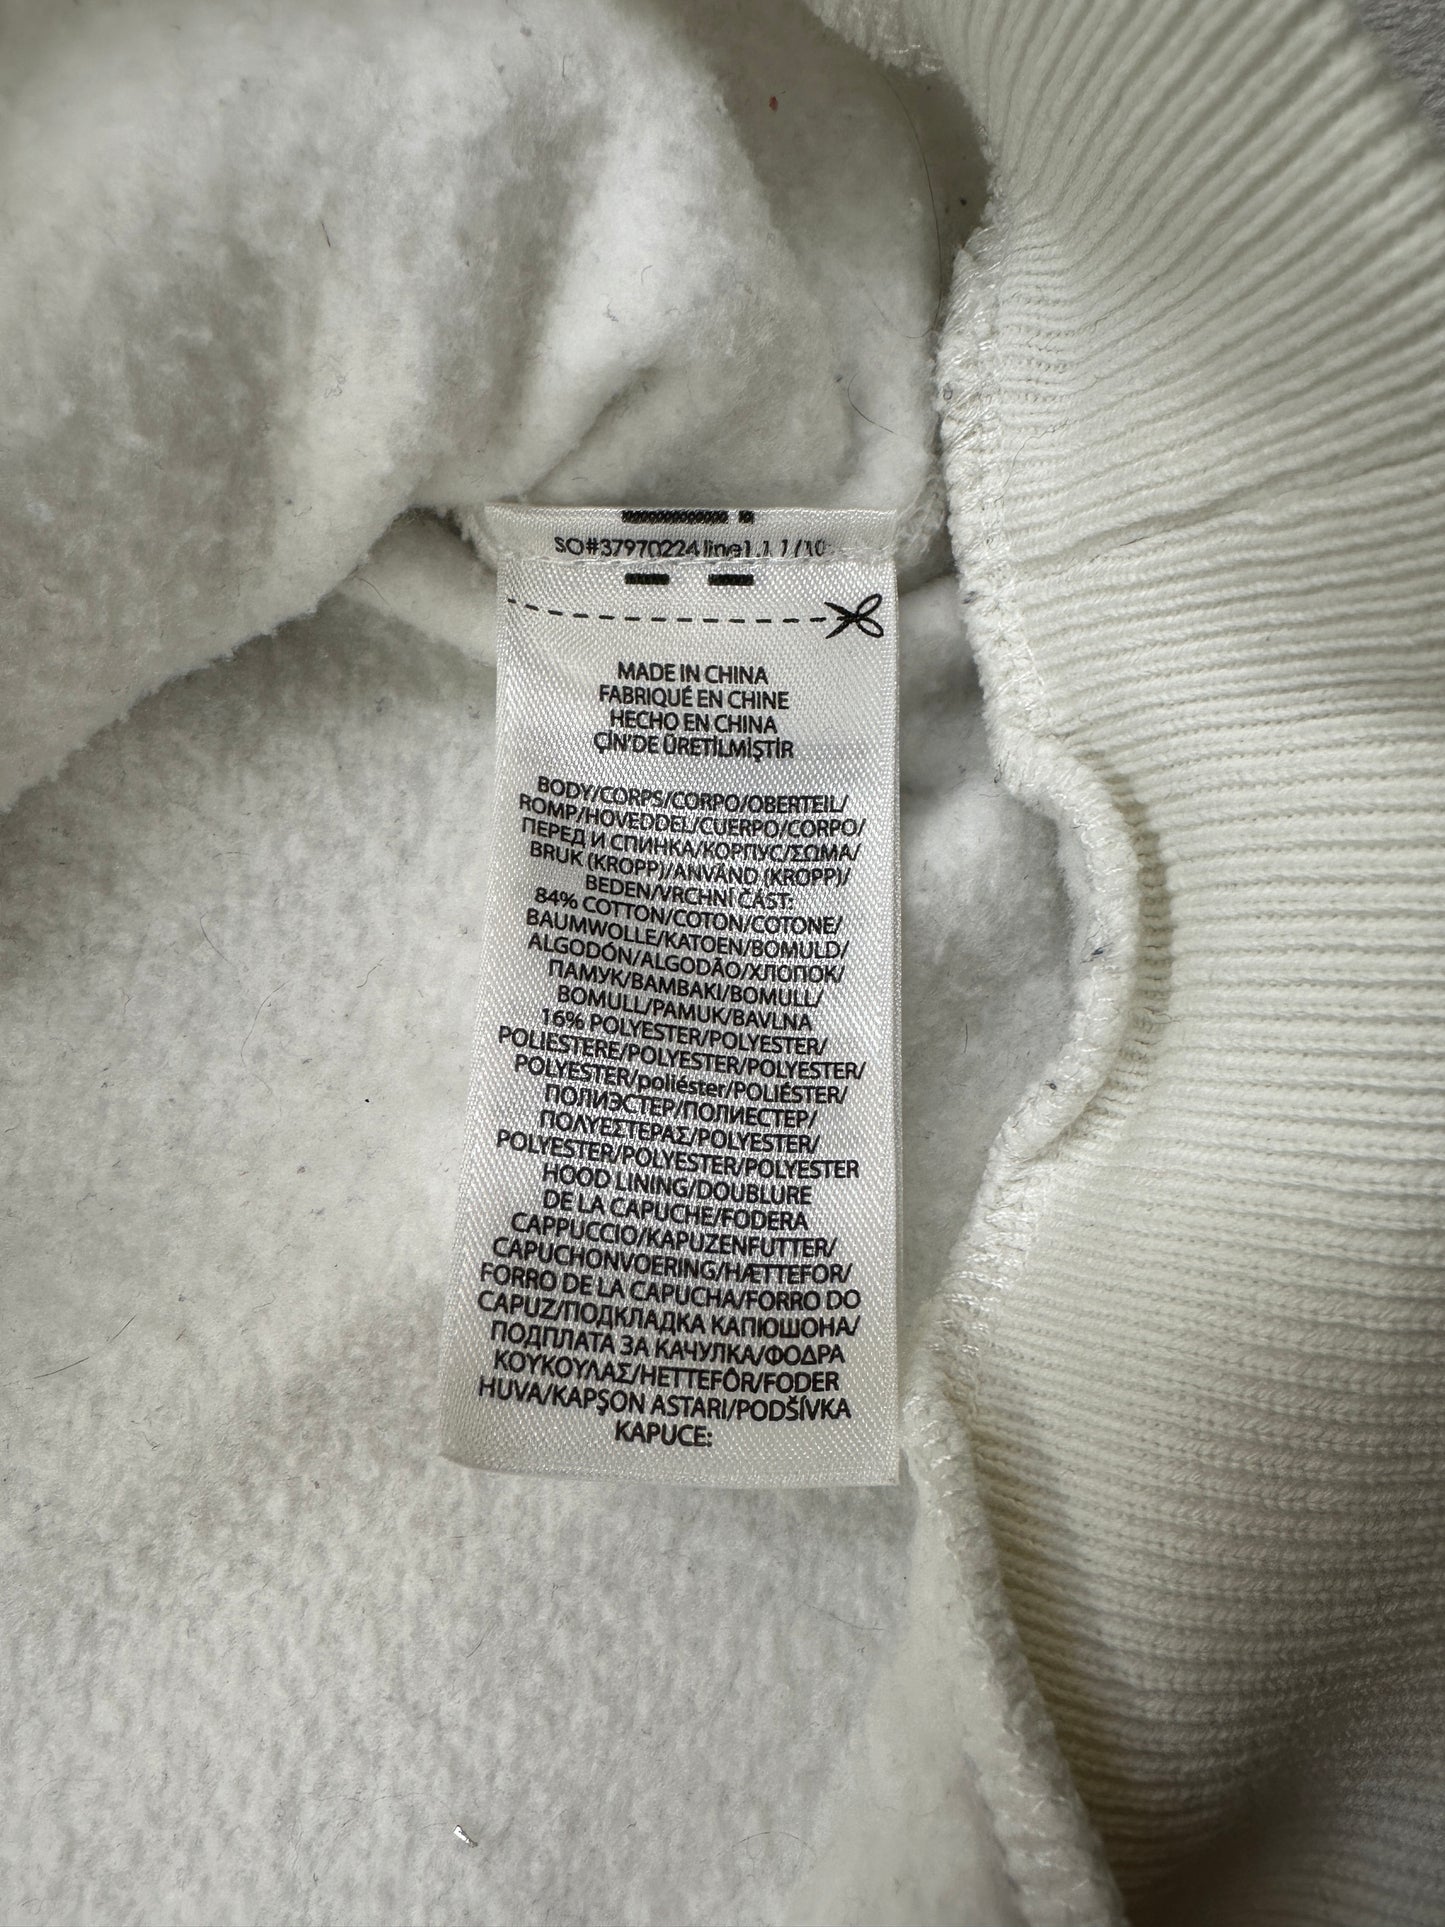 SO#37970224 line1.1 1/10
MADE IN CHINA
FABRIQUÉ EN CHINE
HECHO EN CHINA
ÇİN'DE ÜRETİLMİŞTİR
BODY/CORPS/CORPO/OBERTEIL/
ROMP/HOVEDDEL/CUERPO/CORPO/
ПЕРЕД И СПИНКА/КОРПУС/ΣΩΜΑ/
BRUK (KROPP)/ANVÄND (KROPP)/
BEDEN/VRCHNÍ ČÁST:
84% COTTON/COTON/COTONE/
BAUMWOLLE/KATOEN/BOMULD/
ALGODÓN/ALGODÃO/ХЛОПОК/
ПАМУК/ΒΑΜΒΑΚΙ/BOMULL/
BOMULL/PAMUK/BAVLNA
16% POLYESTER/POLYESTER/
POLIESTERE/POLYESTER/POLYESTER/
POLYESTER/poliéster/POLIÉSTER/
ПОЛИЭСТЕР/ПОЛИЕСТЕР/
ΠΟΛΥΕΣΤΕΡΑΣ/POLYESTER/
POLYESTER/POLYESTER/POLYESTER
HOOD LINING/DOUBLURE
DE LA CAPUCHE/FODERA
CAPPUCCIO/KAPUZENFUTTER/
CAPUCHONVOERING/HÆTTEFOR/
FORRO DE LA CAPUCHA/FORRO DO
CAPUZ/ПОДКЛАДКА КАПЮШОНА/
ПОДПЛАТА ЗА КАЧУЛКА/ΦΟΔΡΑ
ΚΟΥΚΟΥΛΑΣ/HETTEFÔR/FODER
HUVA/KAPŞON ASTARI/PODŠÍVKA
KAPUCE: